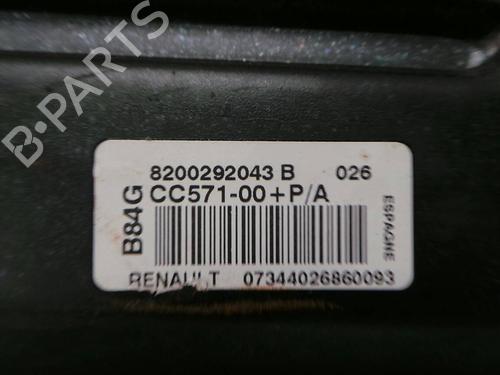 B-PARTS
8200292043 B 026
CC571-00+P/A
B84G
ESPAGNE
RENAULT 07344026860093